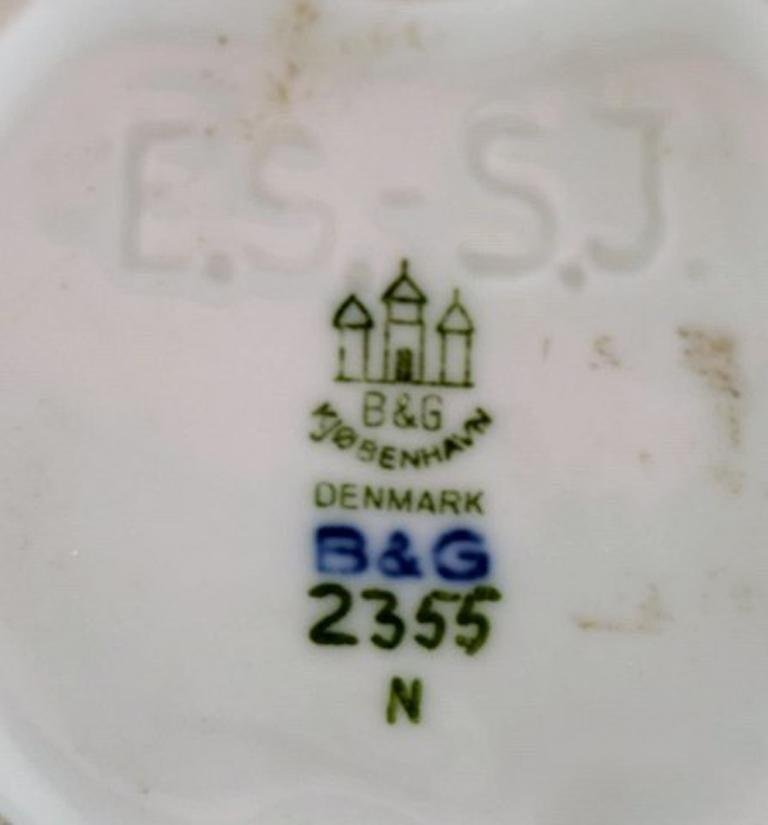 E.S.-S.J.
B&G
KJØBENHAVN
DENMARK
B&G
2355
N